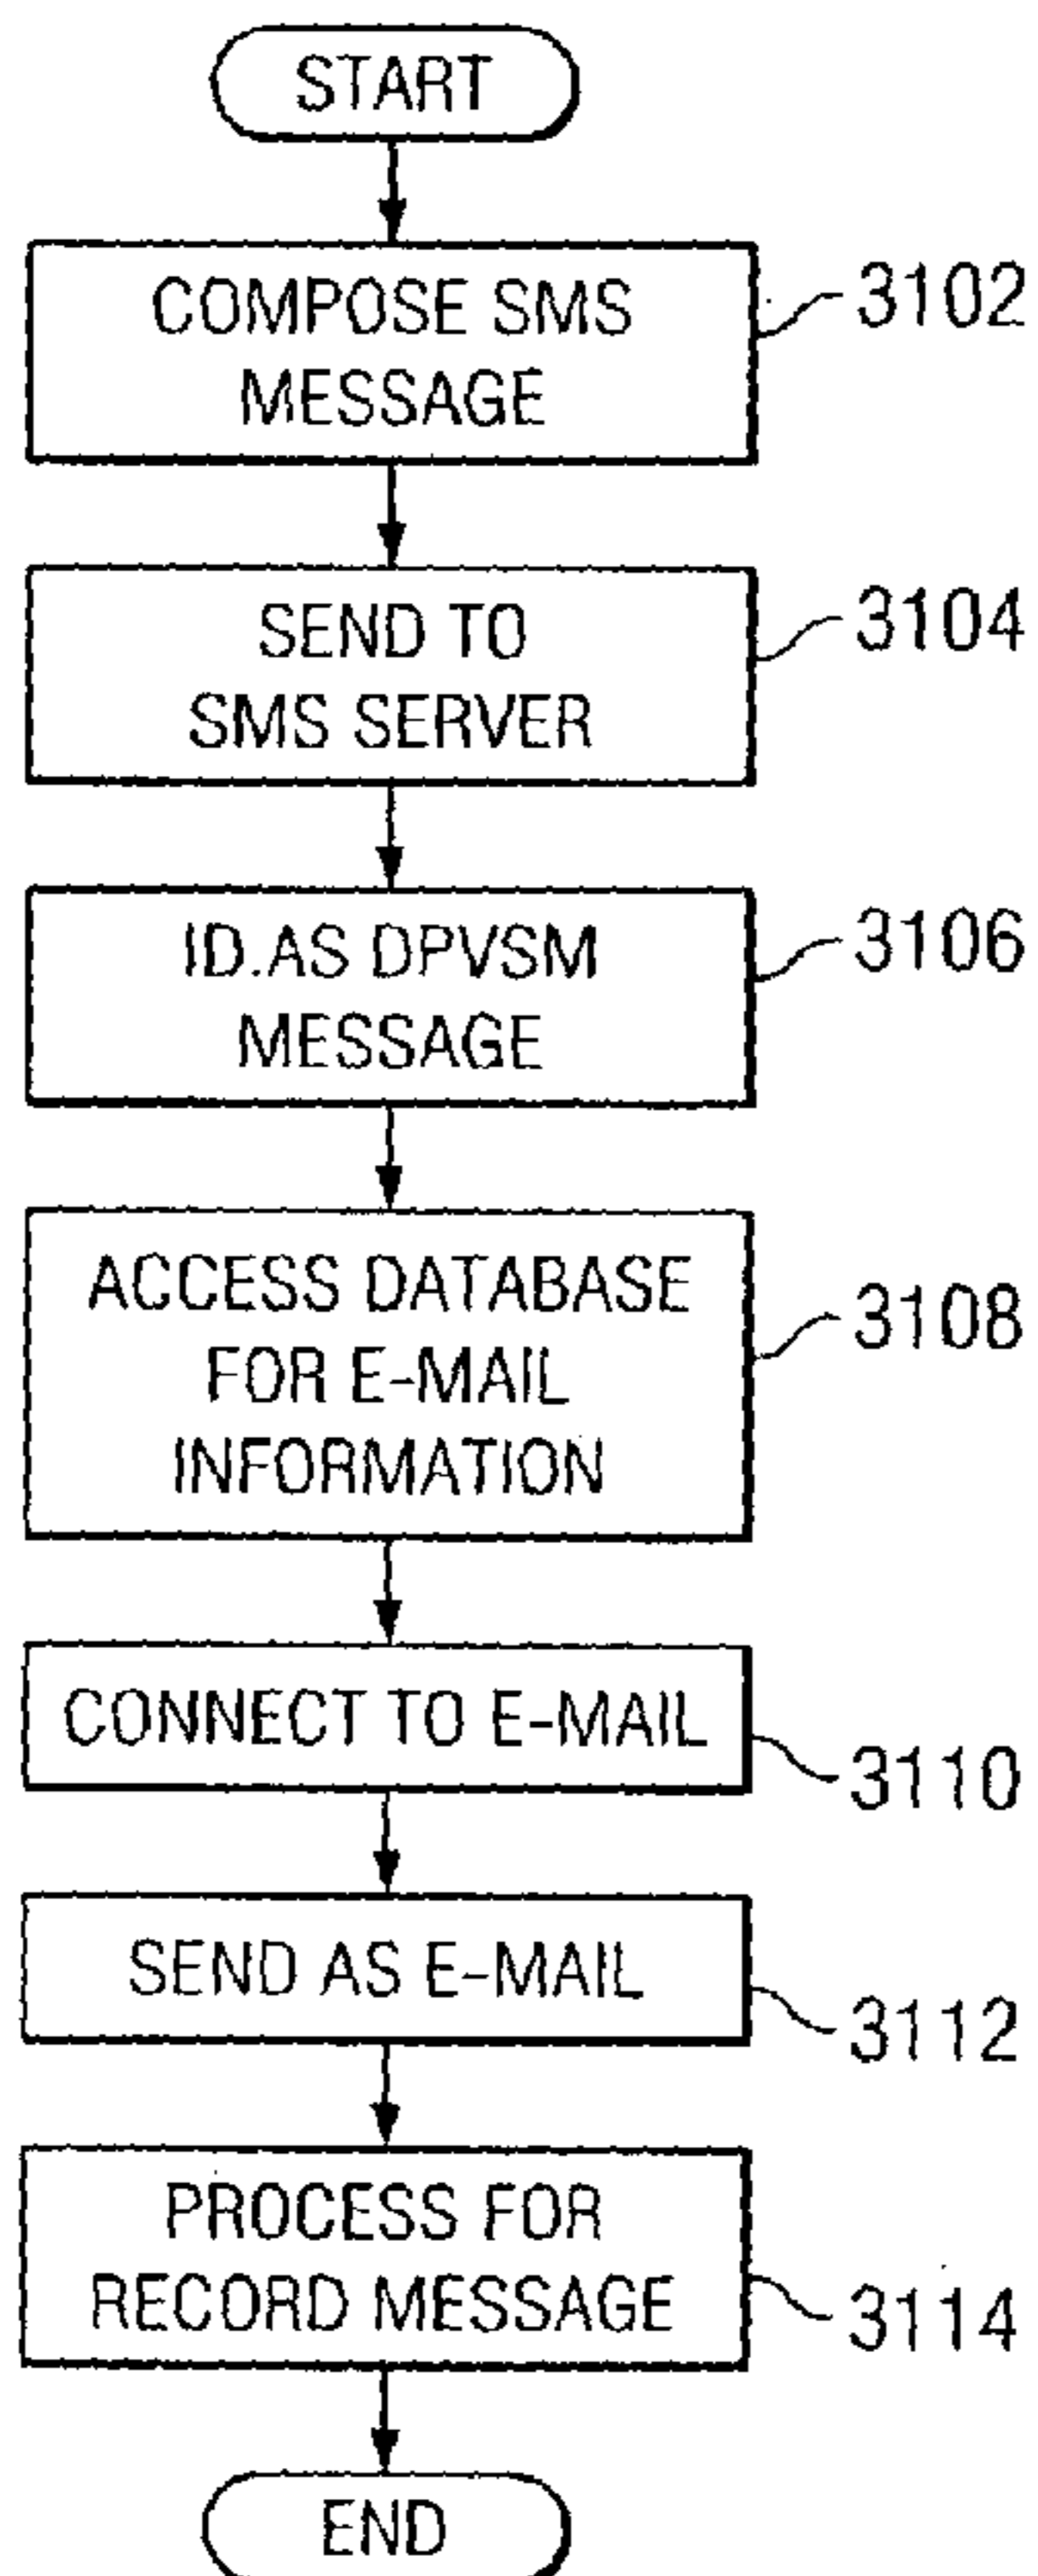 START
COMPOSE SMS
MESSAGE
3102
SEND TO
SMS SERVER
3104
ID.AS DPVSM
MESSAGE
3106
ACCESS DATABASE
FOR E-MAIL
INFORMATION
3108
CONNECT TO E-MAIL
3110
SEND AS E-MAIL
3112
PROCESS FOR
RECORD MESSAGE
3114
END